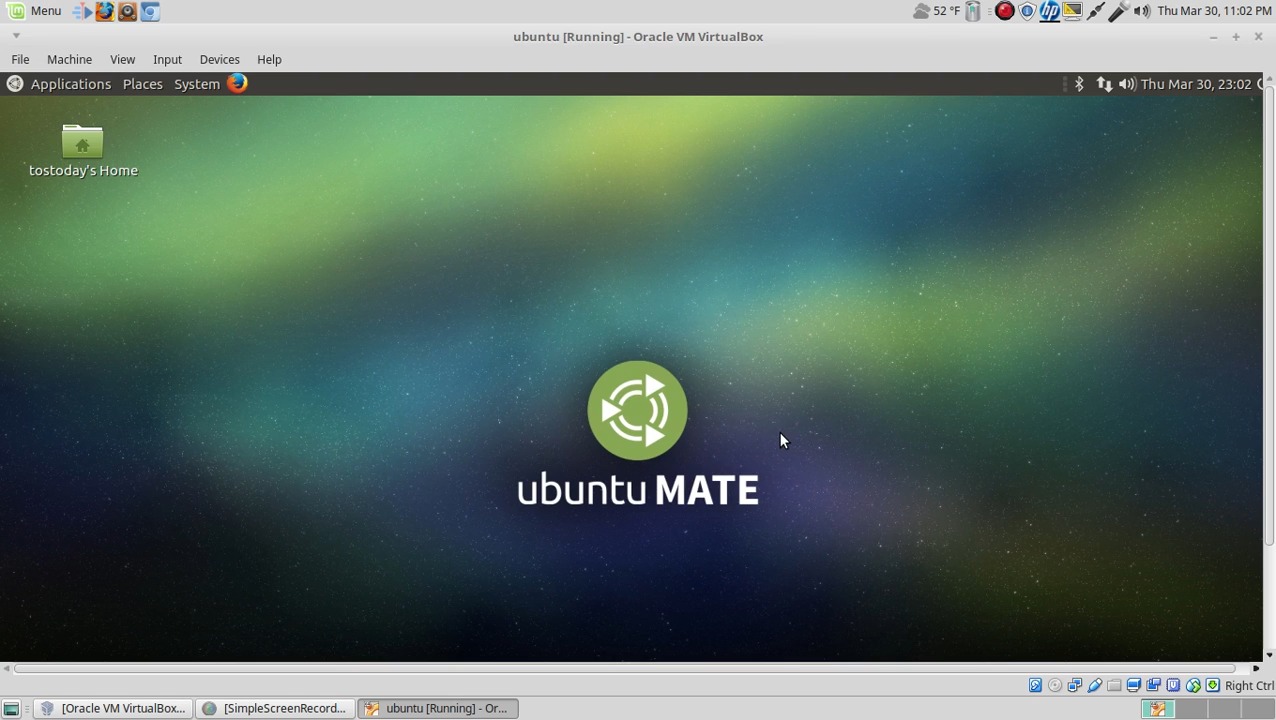 Menu 52 °F Thu Mar 30, 11:02 PM
ubuntu [Running] - Oracle VM VirtualBox
File Machine View Input Devices Help
Applications Places System Thu Mar 30, 23:02
tostoday's Home
ubuntu MATE
Right Ctrl
[Oracle VM VirtualBox... [SimpleScreenRecord... ubuntu [Running] - Or...